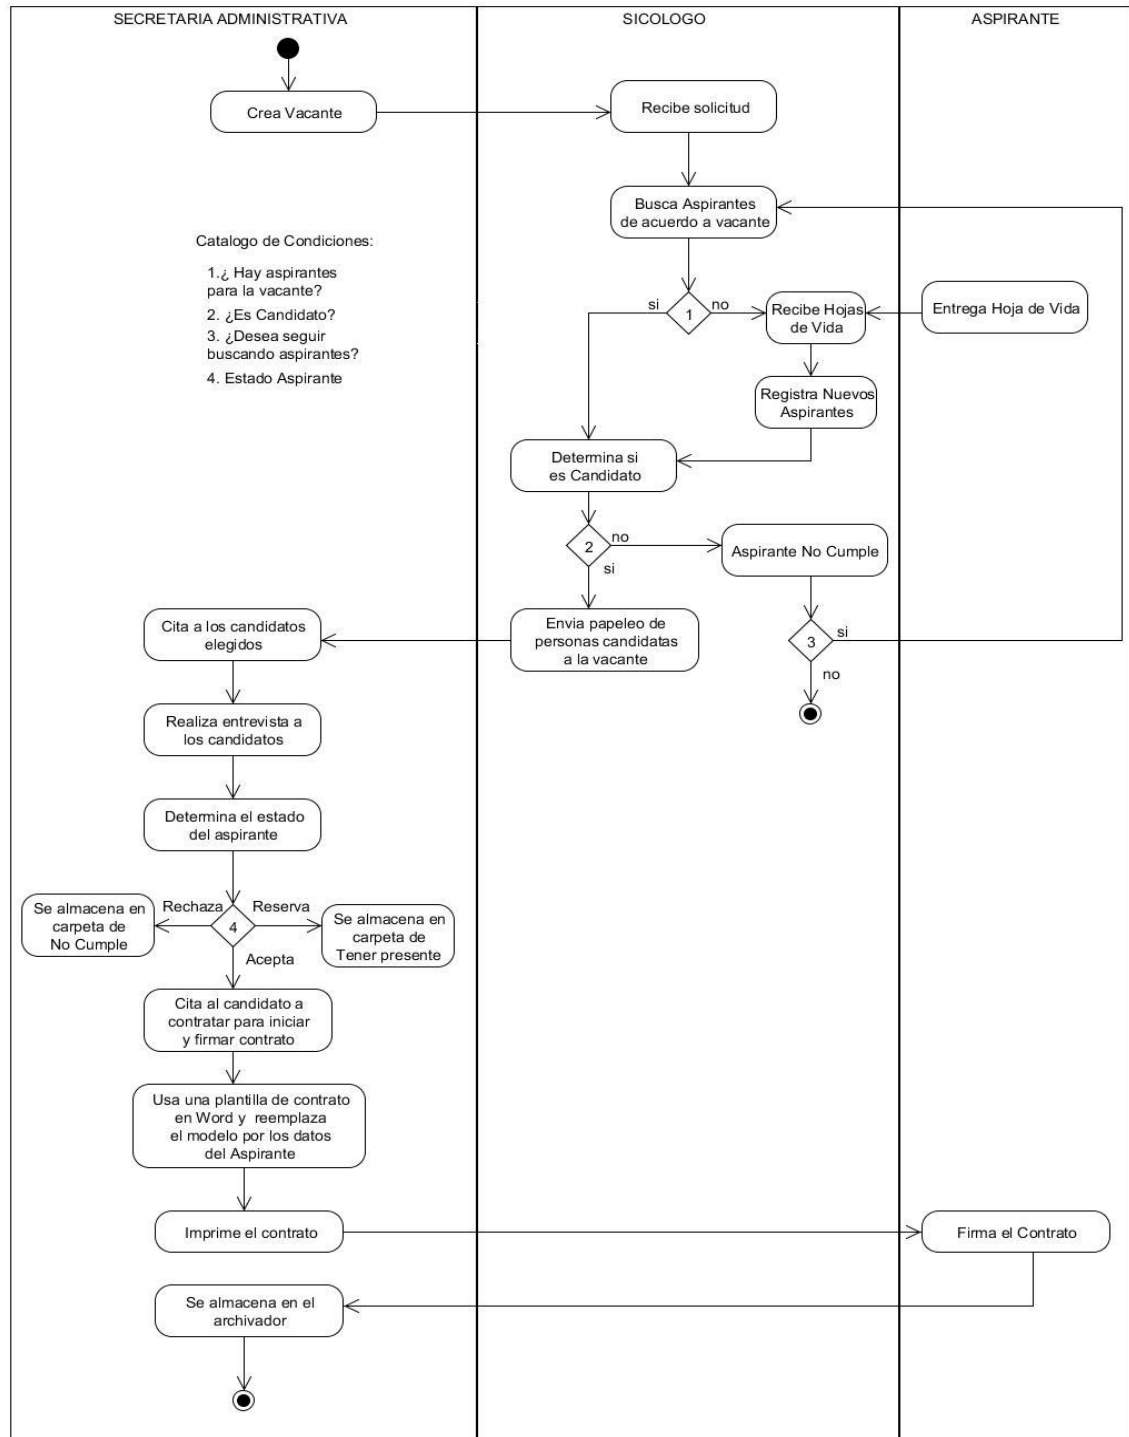 SECRETARIA ADMINISTRATIVA
SICOLOGO
ASPIRANTE
Crea Vacante
Recibe solicitud
Busca Aspirantes
de acuerdo a vacante
Catalogo de Condiciones:
1.¿ Hay aspirantes
para la vacante?
2. ¿Es Candidato?
3. ¿Desea seguir
buscando aspirantes?
4. Estado Aspirante
si
1
no
Recibe Hojas
de Vida
Entrega Hoja de Vida
Registra Nuevos
Aspirantes
Determina si
es Candidato
2
no
si
Aspirante No Cumple
Cita a los candidatos
elegidos
Envia papeleo de
personas candidatas
a la vacante
3
si
no
Realiza entrevista a
los candidatos
Determina el estado
del aspirante
Se almacena en
carpeta de
No Cumple
Rechaza
4
Reserva
Se almacena en
carpeta de
Tener presente
Acepta
Cita al candidato a
contratar para iniciar
y firmar contrato
Usa una plantilla de contrato
en Word y reemplaza
el modelo por los datos
del Aspirante
Imprime el contrato
Firma el Contrato
Se almacena en el
archivador